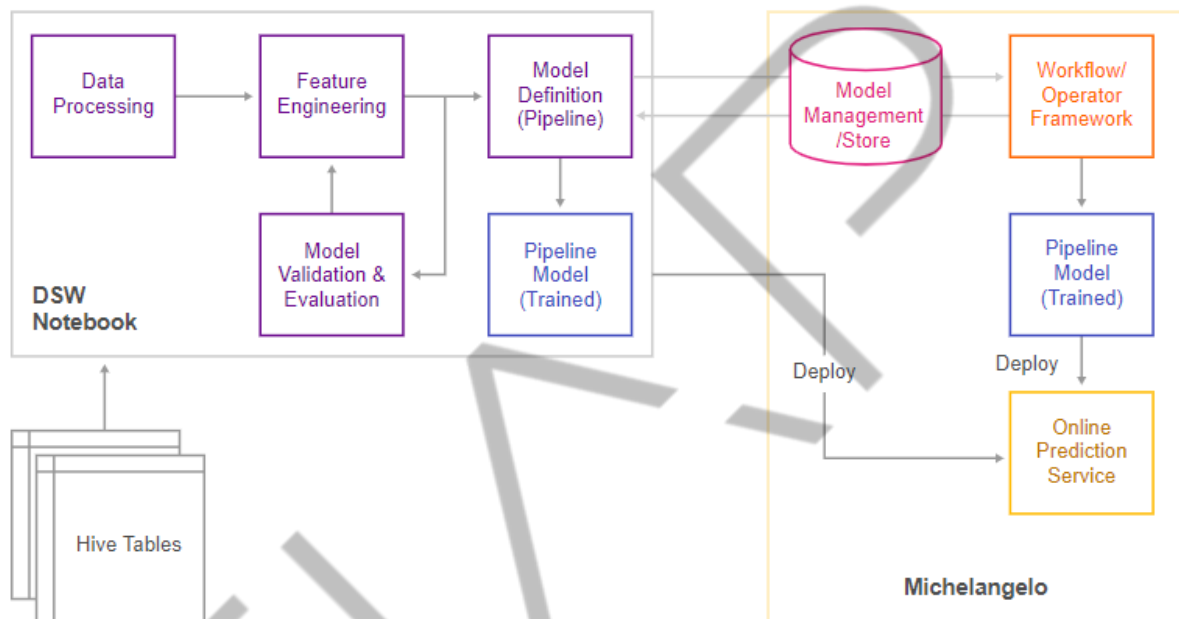 Data
Processing
Feature
Engineering
Model
Definition
(Pipeline)
Model
Management
/Store
Workflow/
Operator
Framework
Model
Validation &
Evaluation
Pipeline
Model
(Trained)
Pipeline
Model
(Trained)
DSW
Notebook
Deploy
Deploy
Online
Prediction
Service
Hive Tables
Michelangelo